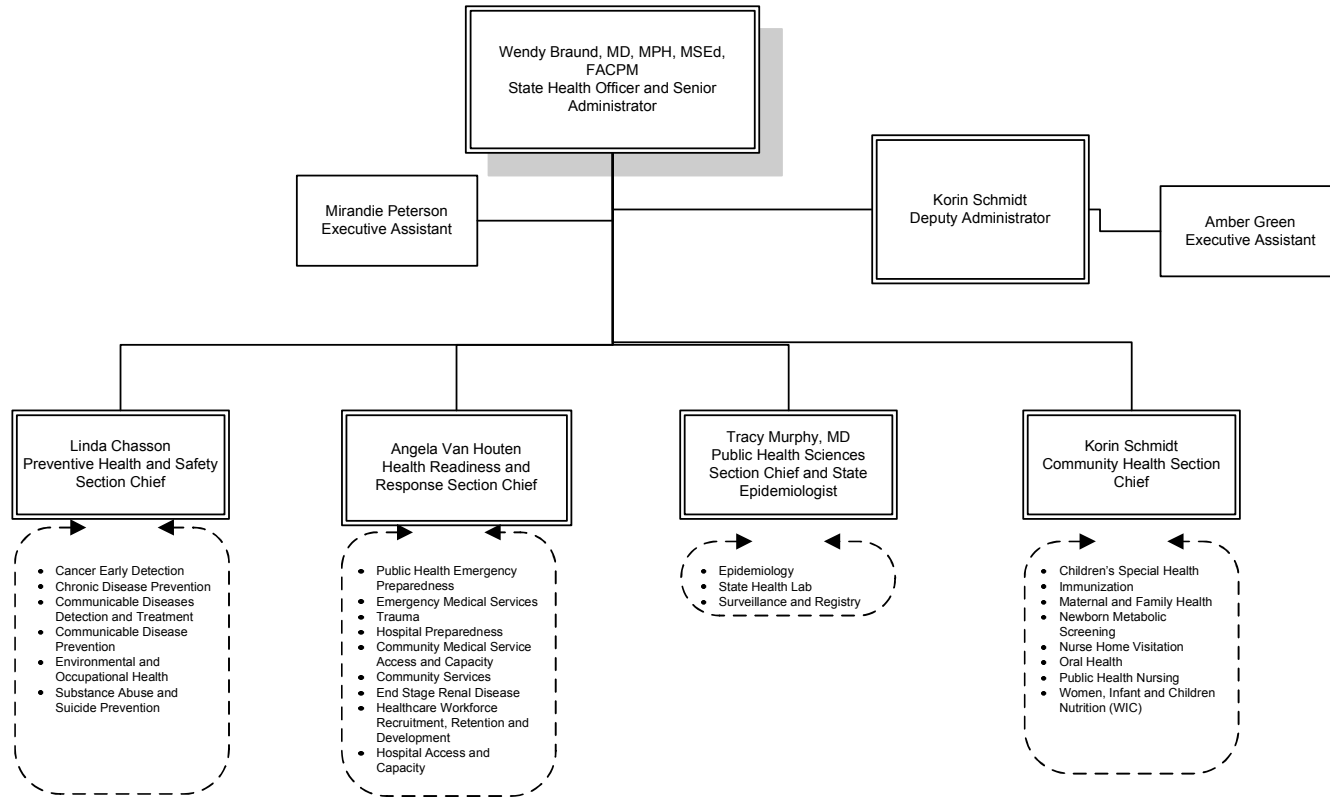 Wendy Braund, MD, MPH, MSEd,
FACPM
State Health Officer and Senior
Administrator
Mirandie Peterson
Executive Assistant
Korin Schmidt
Deputy Administrator
Amber Green
Executive Assistant
Linda Chasson
Preventive Health and Safety
Section Chief
Angela Van Houten
Health Readiness and
Response Section Chief
Tracy Murphy, MD
Public Health Sciences
Section Chief and State
Epidemiologist
Korin Schmidt
Community Health Section
Chief
• Cancer Early Detection
• Chronic Disease Prevention
• Communicable Diseases
Detection and Treatment
• Communicable Disease
Prevention
• Environmental and
Occupational Health
• Substance Abuse and
Suicide Prevention
• Public Health Emergency
Preparedness
• Emergency Medical Services
• Trauma
• Hospital Preparedness
• Community Medical Service
Access and Capacity
• Community Services
• End Stage Renal Disease
• Healthcare Workforce
Recruitment, Retention and
Development
• Hospital Access and
Capacity
• Epidemiology
• State Health Lab
• Surveillance and Registry
• Children's Special Health
• Immunization
• Maternal and Family Health
• Newborn Metabolic
Screening
• Nurse Home Visitation
• Oral Health
• Public Health Nursing
• Women, Infant and Children
Nutrition (WIC)